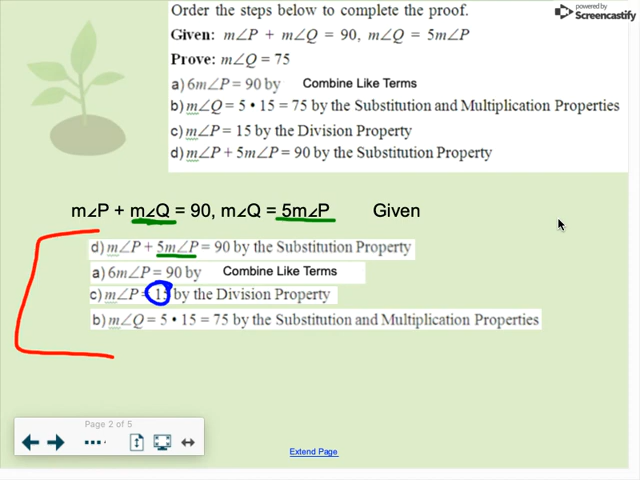 Order the steps below to complete the proof.
powered by
Screencastify
Given: m∠P + m∠Q = 90, m∠Q = 5m∠P
Prove: m∠Q = 75
a) 6m∠P = 90 by Combine Like Terms
b) m∠Q = 5 • 15 = 75 by the Substitution and Multiplication Properties
c) m∠P = 15 by the Division Property
d) m∠P + 5m∠P = 90 by the Substitution Property
m∠P + m∠Q = 90, m∠Q = 5m∠P Given
d) m∠P + 5m∠P = 90 by the Substitution Property
a) 6m∠P = 90 by Combine Like Terms
c) m∠P = 15 by the Division Property
b) m∠Q = 5 • 15 = 75 by the Substitution and Multiplication Properties
Page 2 of 5
Extend Page